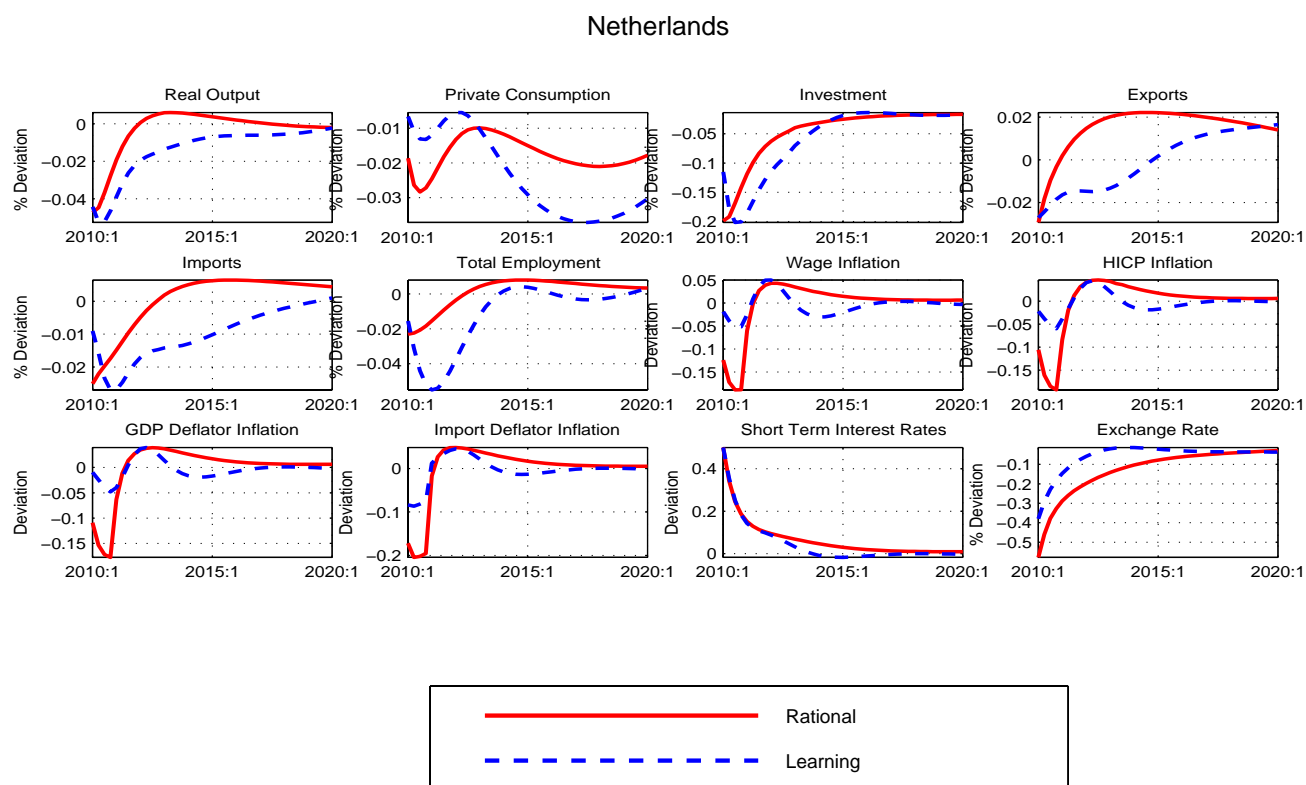 Netherlands
Real Output
Private Consumption
Investment
Exports
% Deviation
0
−0.02
−0.04
2010:1 2015:1 2020:1
% Deviation
−0.01
−0.02
−0.03
2010:1 2015:1 2020:1
% Deviation
−0.05
−0.1
−0.15
−0.2
2010:1 2015:1 2020:1
% Deviation
0.02
0
−0.02
2010:1 2015:1 2020:1
Imports
Total Employment
Wage Inflation
HICP Inflation
% Deviation
0
−0.01
−0.02
2010:1 2015:1 2020:1
% Deviation
0
−0.02
−0.04
2010:1 2015:1 2020:1
Deviation
0.05
0
−0.05
−0.1
−0.15
2010:1 2015:1 2020:1
Deviation
0
−0.05
−0.1
−0.15
2010:1 2015:1 2020:1
GDP Deflator Inflation
Import Deflator Inflation
Short Term Interest Rates
Exchange Rate
Deviation
0
−0.05
−0.1
−0.15
2010:1 2015:1 2020:1
Deviation
0
−0.1
−0.2
2010:1 2015:1 2020:1
Deviation
0.4
0.2
0
2010:1 2015:1 2020:1
% Deviation
−0.1
−0.2
−0.3
−0.4
−0.5
2010:1 2015:1 2020:1
Rational
Learning